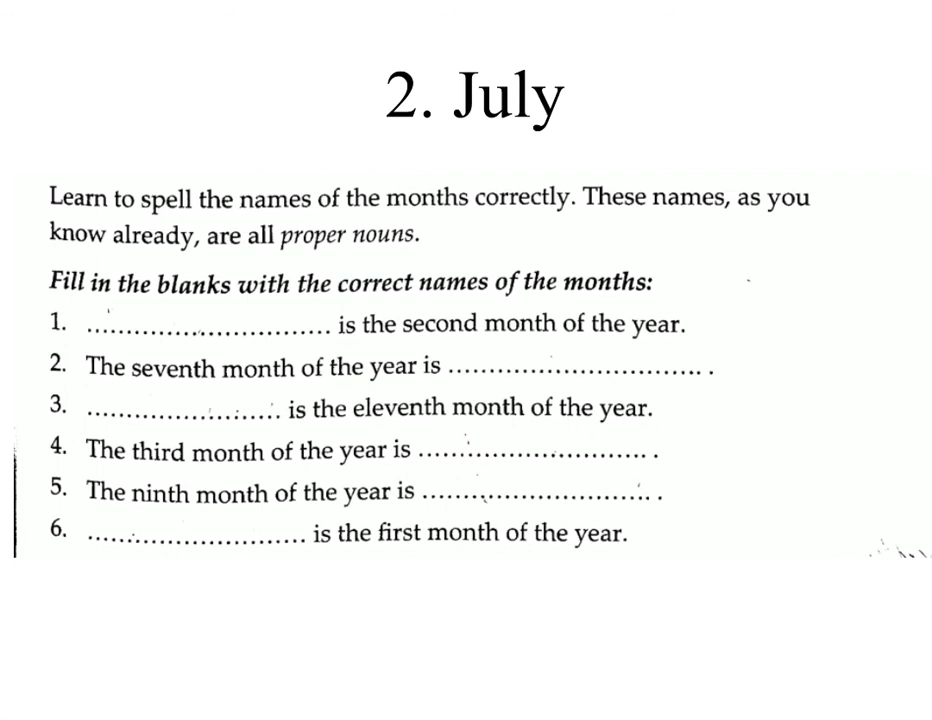 2. July
Learn to spell the names of the months correctly. These names, as you
know already, are all proper nouns.
Fill in the blanks with the correct names of the months:
1. ................................ is the second month of the year.
2. The seventh month of the year is ................................. .
3. ......................... is the eleventh month of the year.
4. The third month of the year is .............................. .
5. The ninth month of the year is .............................. .
6. ............................ is the first month of the year.